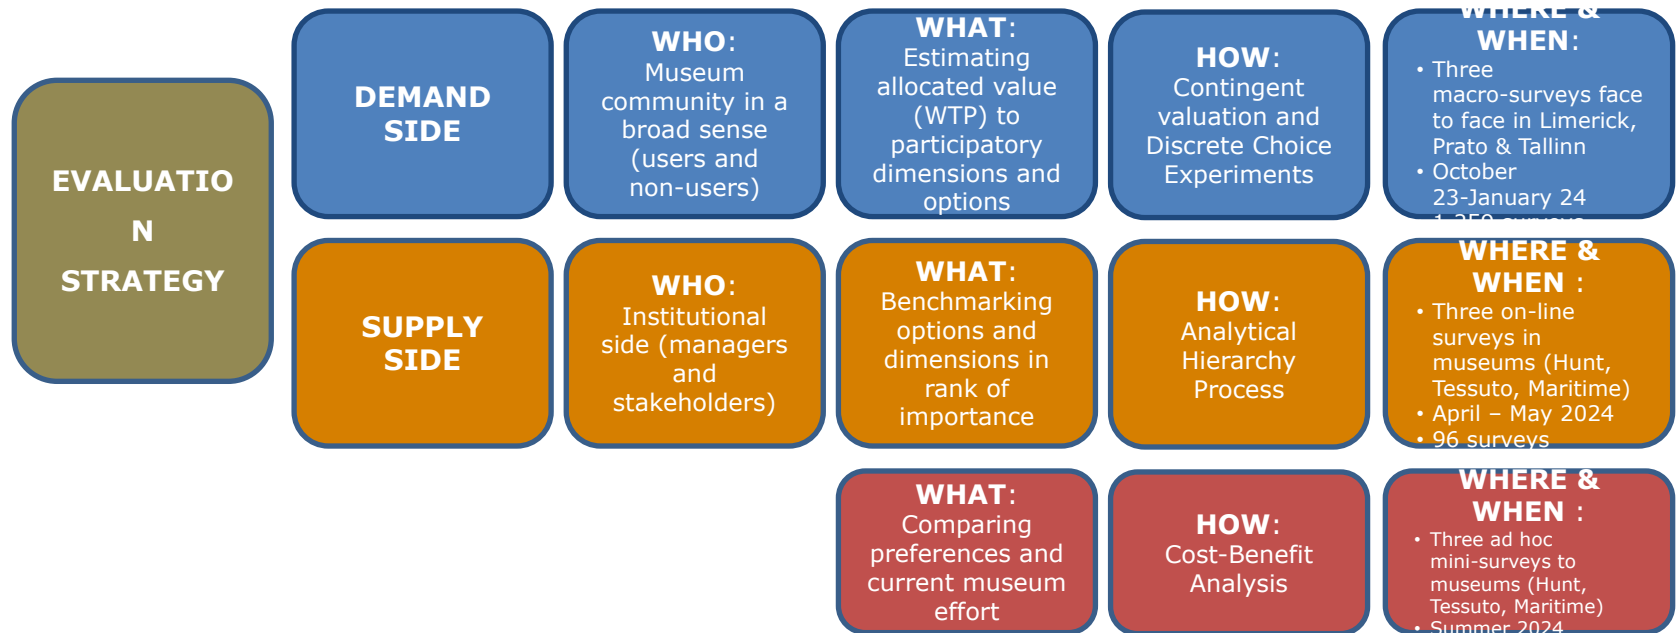 EVALUATIO
N
STRATEGY
DEMAND
SIDE
WHO:
Museum
community in a
broad sense
(users and
non-users)
WHAT:
Estimating
allocated value
(WTP) to
participatory
dimensions and
options
HOW:
Contingent
valuation and
Discrete Choice
Experiments
WHERE &
WHEN:
• Three
macro-surveys face
to face in Limerick,
Prato & Tallinn
• October
23-January 24
surveys
SUPPLY
SIDE
WHO:
Institutional
side (managers
and
stakeholders)
WHAT:
Benchmarking
options and
dimensions in
rank of
importance
HOW:
Analytical
Hierarchy
Process
WHERE &
WHEN :
• Three on-line
surveys in
museums (Hunt,
Tessuto, Maritime)
• April – May 2024
• 96 surveys
WHAT:
Comparing
preferences and
current museum
effort
HOW:
Cost-Benefit
Analysis
WHERE &
WHEN :
• Three ad hoc
mini-surveys to
museums (Hunt,
Tessuto, Maritime)
• Summer 2024